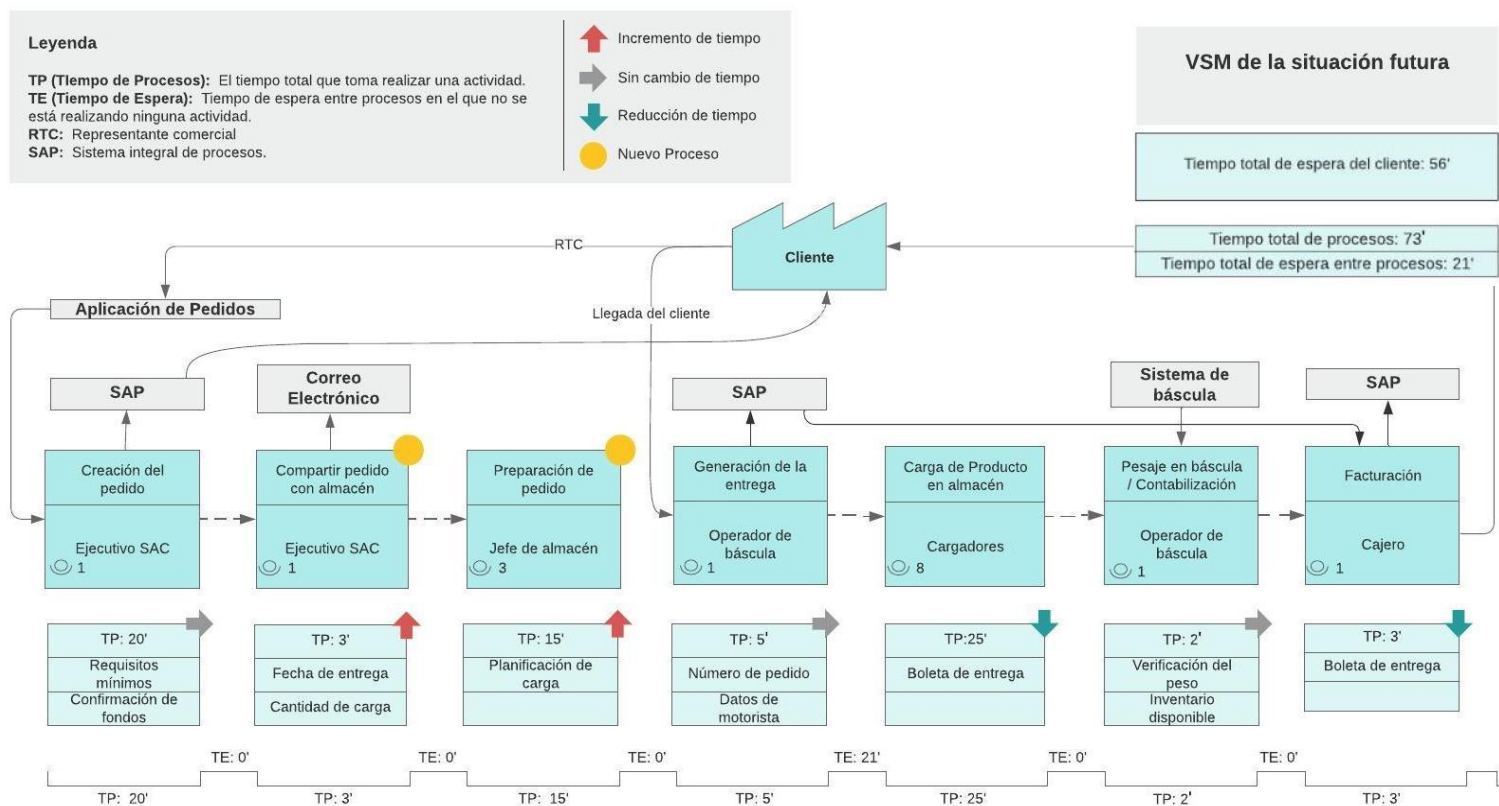 Leyenda
TP (TIempo de Procesos): El tiempo total que toma realizar una actividad.
TE (Tiempo de Espera): Tiempo de espera entre procesos en el que no se
está realizando ninguna actividad.
RTC: Representante comercial
SAP: Sistema integral de procesos.
Incremento de tiempo
Sin cambio de tiempo
Reducción de tiempo
Nuevo Proceso
VSM de la situación futura
Tiempo total de espera del cliente: 56'
Tiempo total de procesos: 73'
Tiempo total de espera entre procesos: 21'
RTC
Cliente
Aplicación de Pedidos
Llegada del cliente
SAP
Correo
Electrónico
SAP
Sistema de
báscula
SAP
Creación del
pedido
Ejecutivo SAC
1
Compartir pedido
con almacén
Ejecutivo SAC
1
Preparación de
pedido
Jefe de almacén
3
Generación de la
entrega
Operador de
báscula
1
Carga de Producto
en almacén
Cargadores
8
Pesaje en báscula
/ Contabilización
Operador de
báscula
1
Facturación
Cajero
1
TP: 20'
Requisitos
mínimos
Confirmación de
fondos
TP: 3'
Fecha de entrega
Cantidad de carga
TP: 15'
Planificación de
carga
TP: 5'
Número de pedido
Datos de
motorista
TP:25'
Boleta de entrega
TP: 2'
Verificación del
peso
Inventario
disponible
TP: 3'
Boleta de entrega
TE: 0'
TE: 0'
TE: 0'
TE: 21'
TE: 0'
TE: 0'
TP: 20'
TP: 3'
TP: 15'
TP: 5'
TP: 25'
TP: 2'
TP: 3'